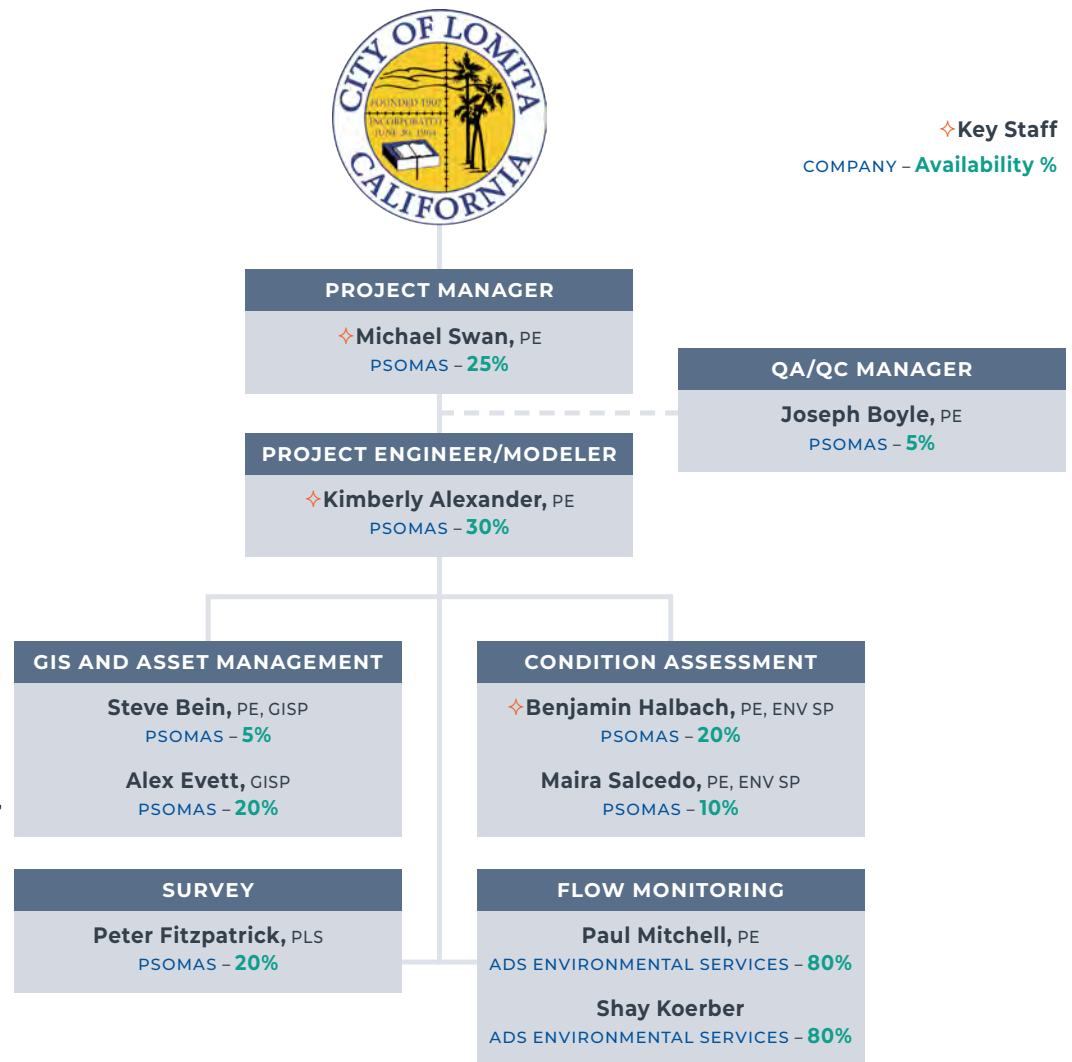 CITY OF LOMITA
FOUNDED 1907
INCORPORATED
JUNE 30, 1964
CALIFORNIA
✧Key Staff
COMPANY – Availability %
PROJECT MANAGER
✧Michael Swan, PE
PSOMAS – 25%
QA/QC MANAGER
Joseph Boyle, PE
PSOMAS – 5%
PROJECT ENGINEER/MODELER
✧Kimberly Alexander, PE
PSOMAS – 30%
GIS AND ASSET MANAGEMENT
Steve Bein, PE, GISP
PSOMAS – 5%
Alex Evett, GISP
PSOMAS – 20%
CONDITION ASSESSMENT
✧Benjamin Halbach, PE, ENV SP
PSOMAS – 20%
Maira Salcedo, PE, ENV SP
PSOMAS – 10%
SURVEY
Peter Fitzpatrick, PLS
PSOMAS – 20%
FLOW MONITORING
Paul Mitchell, PE
ADS ENVIRONMENTAL SERVICES – 80%
Shay Koerber
ADS ENVIRONMENTAL SERVICES – 80%